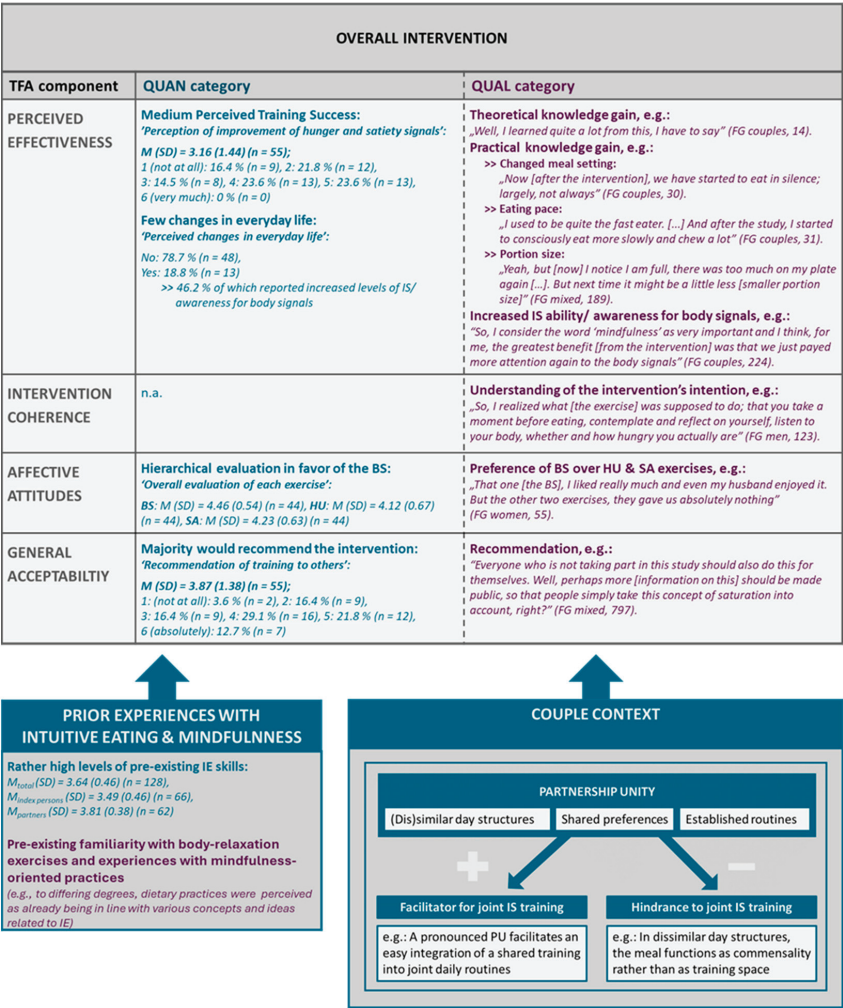 OVERALL INTERVENTION
TFA component
QUAN category
QUAL category
PERCEIVED
EFFECTIVENESS
Medium Perceived Training Success:
'Perception of improvement of hunger and satiety signals':
M (SD) = 3.16 (1.44) (n = 55);
1 (not at all): 16.4 % (n = 9), 2: 21.8 % (n = 12),
3: 14.5 % (n = 8), 4: 23.6 % (n = 13), 5: 23.6 % (n = 13),
6 (very much): 0 % (n = 0)
Few changes in everyday life:
'Perceived changes in everyday life':
No: 78.7 % (n = 48),
Yes: 18.8 % (n = 13)
>> 46.2 % of which reported increased levels of IS/
awareness for body signals
Theoretical knowledge gain, e.g.:
„Well, I learned quite a lot from this, I have to say" (FG couples, 14).
Practical knowledge gain, e.g.:
>> Changed meal setting:
„Now [after the intervention], we have started to eat in silence;
largely, not always" (FG couples, 30).
>> Eating pace:
„I used to be quite the fast eater. [...] And after the study, I started
to consciously eat more slowly and chew a lot" (FG couples, 31).
>> Portion size:
„Yeah, but [now] I notice I am full, there was too much on my plate
again [...]. But next time it might be a little less [smaller portion
size]" (FG mixed, 189).
Increased IS ability/ awareness for body signals, e.g.:
"So, I consider the word 'mindfulness' as very important and I think, for
me, the greatest benefit [from the intervention] was that we just payed
more attention again to the body signals" (FG couples, 224).
INTERVENTION
COHERENCE
n.a.
Understanding of the intervention's intention, e.g.:
„So, I realized what [the exercise] was supposed to do; that you take a
moment before eating, contemplate and reflect on yourself, listen to
your body, whether and how hungry you actually are" (FG men, 123).
AFFECTIVE
ATTITUDES
Hierarchical evaluation in favor of the BS:
'Overall evaluation of each exercise':
BS: M (SD) = 4.46 (0.54) (n = 44), HU: M (SD) = 4.12 (0.67)
(n = 44), SA: M (SD) = 4.23 (0.63) (n = 44)
Preference of BS over HU & SA exercises, e.g.:
„That one [the BS], I liked really much and even my husband enjoyed it.
But the other two exercises, they gave us absolutely nothing"
(FG women, 55).
GENERAL
ACCEPTABILTIY
Majority would recommend the intervention:
'Recommendation of training to others':
M (SD) = 3.87 (1.38) (n = 55);
1: (not at all): 3.6 % (n = 2), 2: 16.4 % (n = 9),
3: 16.4 % (n = 9), 4: 29.1 % (n = 16), 5: 21.8 % (n = 12),
6 (absolutely): 12.7 % (n = 7)
Recommendation, e.g.:
"Everyone who is not taking part in this study should also do this for
themselves. Well, perhaps more [information on this] should be made
public, so that people simply take this concept of saturation into
account, right?" (FG mixed, 797).
PRIOR EXPERIENCES WITH
INTUITIVE EATING & MINDFULNNESS
Rather high levels of pre-existing IE skills:
Mtotal (SD) = 3.64 (0.46) (n = 128),
Mindex persons (SD) = 3.49 (0.46) (n = 66),
Mpartners (SD) = 3.81 (0.38) (n = 62)
Pre-existing familiarity with body-relaxation
exercises and experiences with mindfulness-
oriented practices
(e.g., to differing degrees, dietary practices were perceived
as already being in line with various concepts and ideas
related to IE)
COUPLE CONTEXT
PARTNERSHIP UNITY
(Dis)similar day structures
Shared preferences
Established routines
+
−
Facilitator for joint IS training
Hindrance to joint IS training
e.g.: A pronounced PU facilitates an
easy integration of a shared training
into joint daily routines
e.g.: In dissimilar day structures,
the meal functions as commensality
rather than as training space